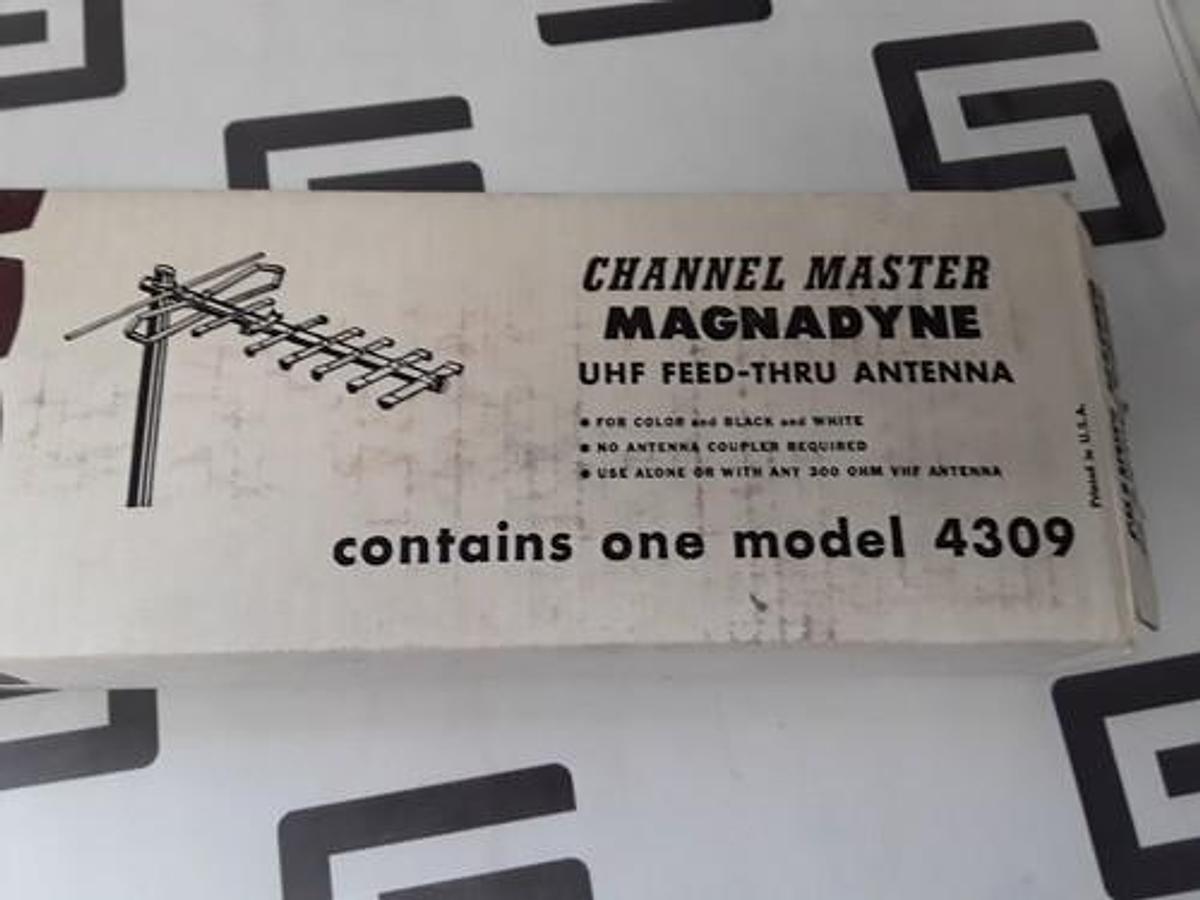 CHANNEL MASTER
MAGNADYNE
UHF FEED-THRU ANTENNA
• FOR COLOR and BLACK and WHITE
• NO ANTENNA COUPLER REQUIRED
• USE ALONE OR WITH ANY 300 OHM VHF ANTENNA
contains one model 4309
Printed in U.S.A.